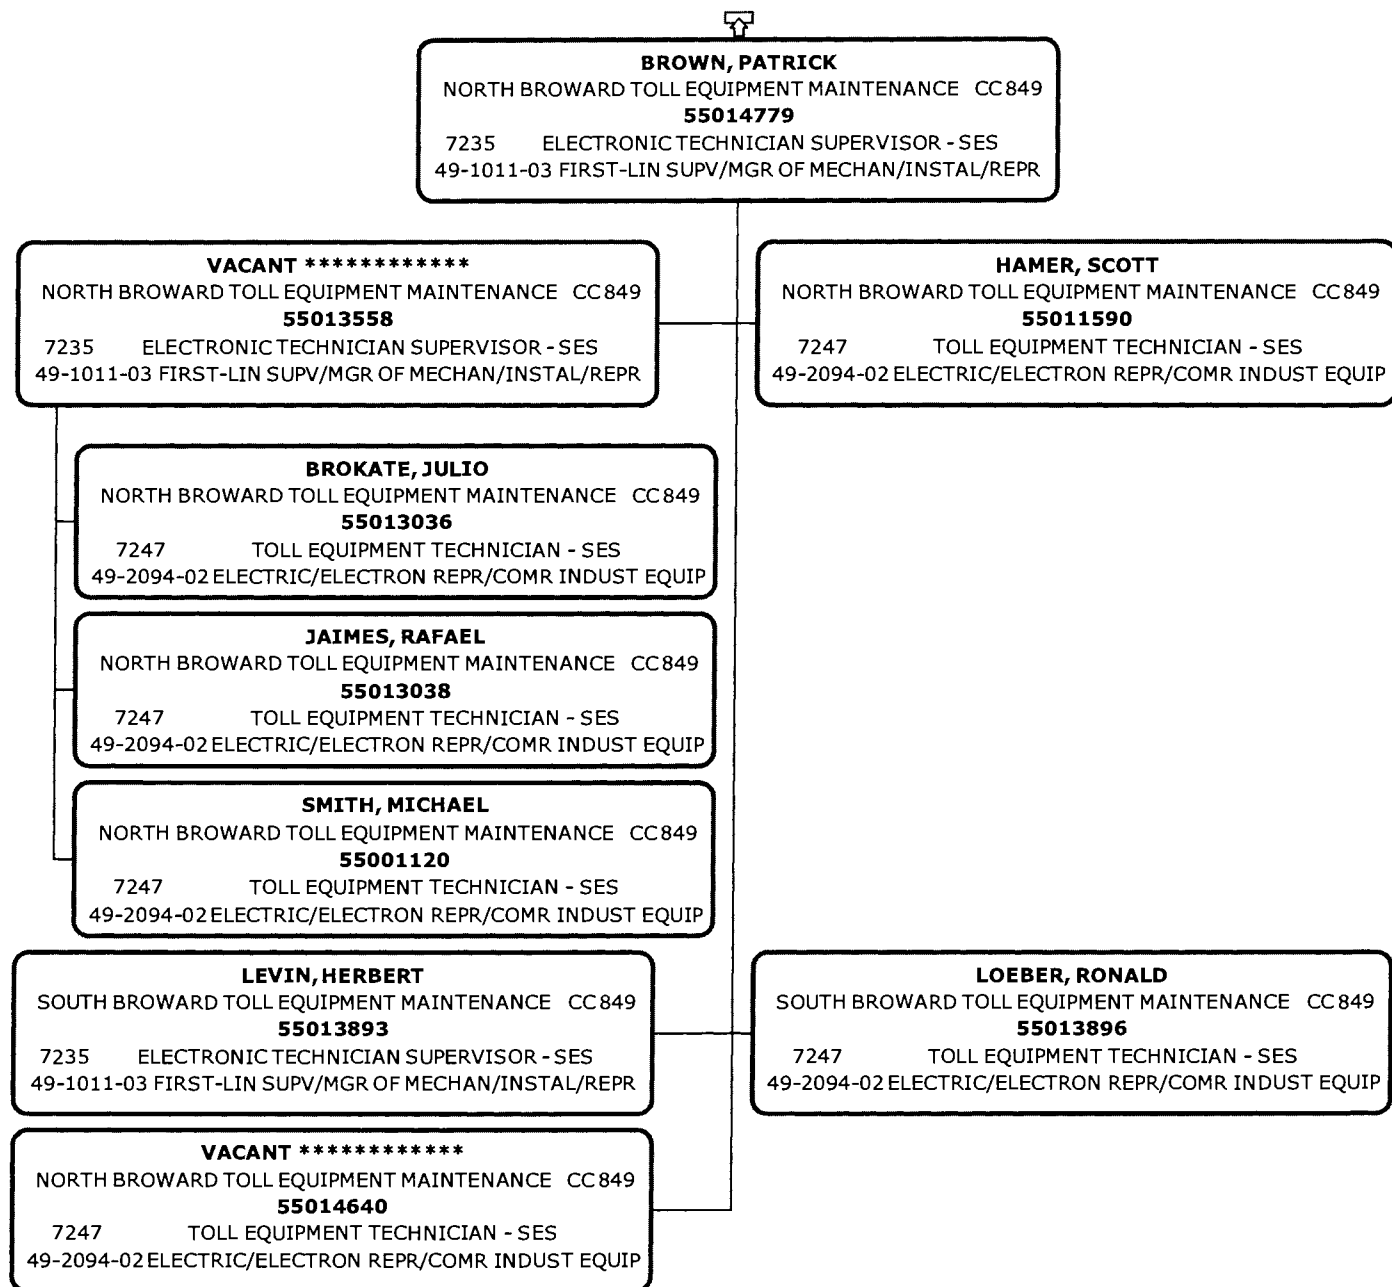 BROWN, PATRICK
NORTH BROWARD TOLL EQUIPMENT MAINTENANCE CC849
55014779
7235 ELECTRONIC TECHNICIAN SUPERVISOR - SES
49-1011-03 FIRST-LIN SUPV/MGR OF MECHAN/INSTAL/REPR
VACANT ************
NORTH BROWARD TOLL EQUIPMENT MAINTENANCE CC849
55013558
7235 ELECTRONIC TECHNICIAN SUPERVISOR - SES
49-1011-03 FIRST-LIN SUPV/MGR OF MECHAN/INSTAL/REPR
HAMER, SCOTT
NORTH BROWARD TOLL EQUIPMENT MAINTENANCE CC849
55011590
7247 TOLL EQUIPMENT TECHNICIAN - SES
49-2094-02 ELECTRIC/ELECTRON REPR/COMR INDUST EQUIP
BROKATE, JULIO
NORTH BROWARD TOLL EQUIPMENT MAINTENANCE CC849
55013036
7247 TOLL EQUIPMENT TECHNICIAN - SES
49-2094-02 ELECTRIC/ELECTRON REPR/COMR INDUST EQUIP
JAIMES, RAFAEL
NORTH BROWARD TOLL EQUIPMENT MAINTENANCE CC849
55013038
7247 TOLL EQUIPMENT TECHNICIAN - SES
49-2094-02 ELECTRIC/ELECTRON REPR/COMR INDUST EQUIP
SMITH, MICHAEL
NORTH BROWARD TOLL EQUIPMENT MAINTENANCE CC849
55001120
7247 TOLL EQUIPMENT TECHNICIAN - SES
49-2094-02 ELECTRIC/ELECTRON REPR/COMR INDUST EQUIP
LEVIN, HERBERT
SOUTH BROWARD TOLL EQUIPMENT MAINTENANCE CC849
55013893
7235 ELECTRONIC TECHNICIAN SUPERVISOR - SES
49-1011-03 FIRST-LIN SUPV/MGR OF MECHAN/INSTAL/REPR
LOEBER, RONALD
SOUTH BROWARD TOLL EQUIPMENT MAINTENANCE CC849
55013896
7247 TOLL EQUIPMENT TECHNICIAN - SES
49-2094-02 ELECTRIC/ELECTRON REPR/COMR INDUST EQUIP
VACANT ************
NORTH BROWARD TOLL EQUIPMENT MAINTENANCE CC849
55014640
7247 TOLL EQUIPMENT TECHNICIAN - SES
49-2094-02 ELECTRIC/ELECTRON REPR/COMR INDUST EQUIP